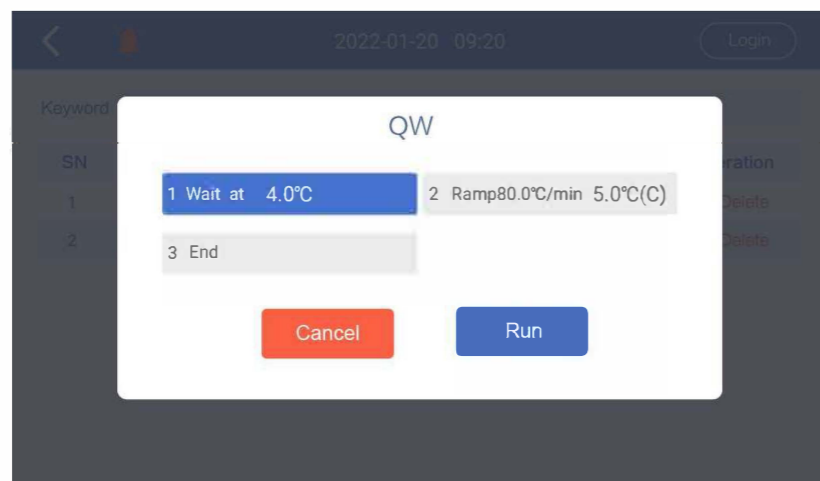 2022-01-20 09:20 Login
Keyword
QW
SN
eration
1 Wait at 4.0℃
2 Ramp80.0℃/min 5.0℃(C)
1
Delete
2
Delete
3 End
Cancel
Run